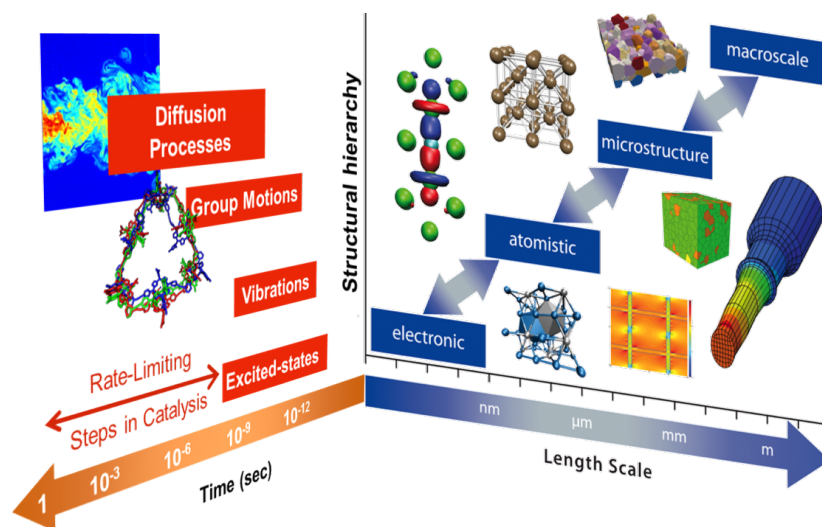 Diffusion
Processes
Group Motions
Vibrations
Excited-states
Rate-Limiting
Steps in Catalysis
1 10⁻³ 10⁻⁶ 10⁻⁹ 10⁻¹²
Time (sec)
Structural hierarchy
macroscale
microstructure
atomistic
electronic
nm µm mm m
Length Scale